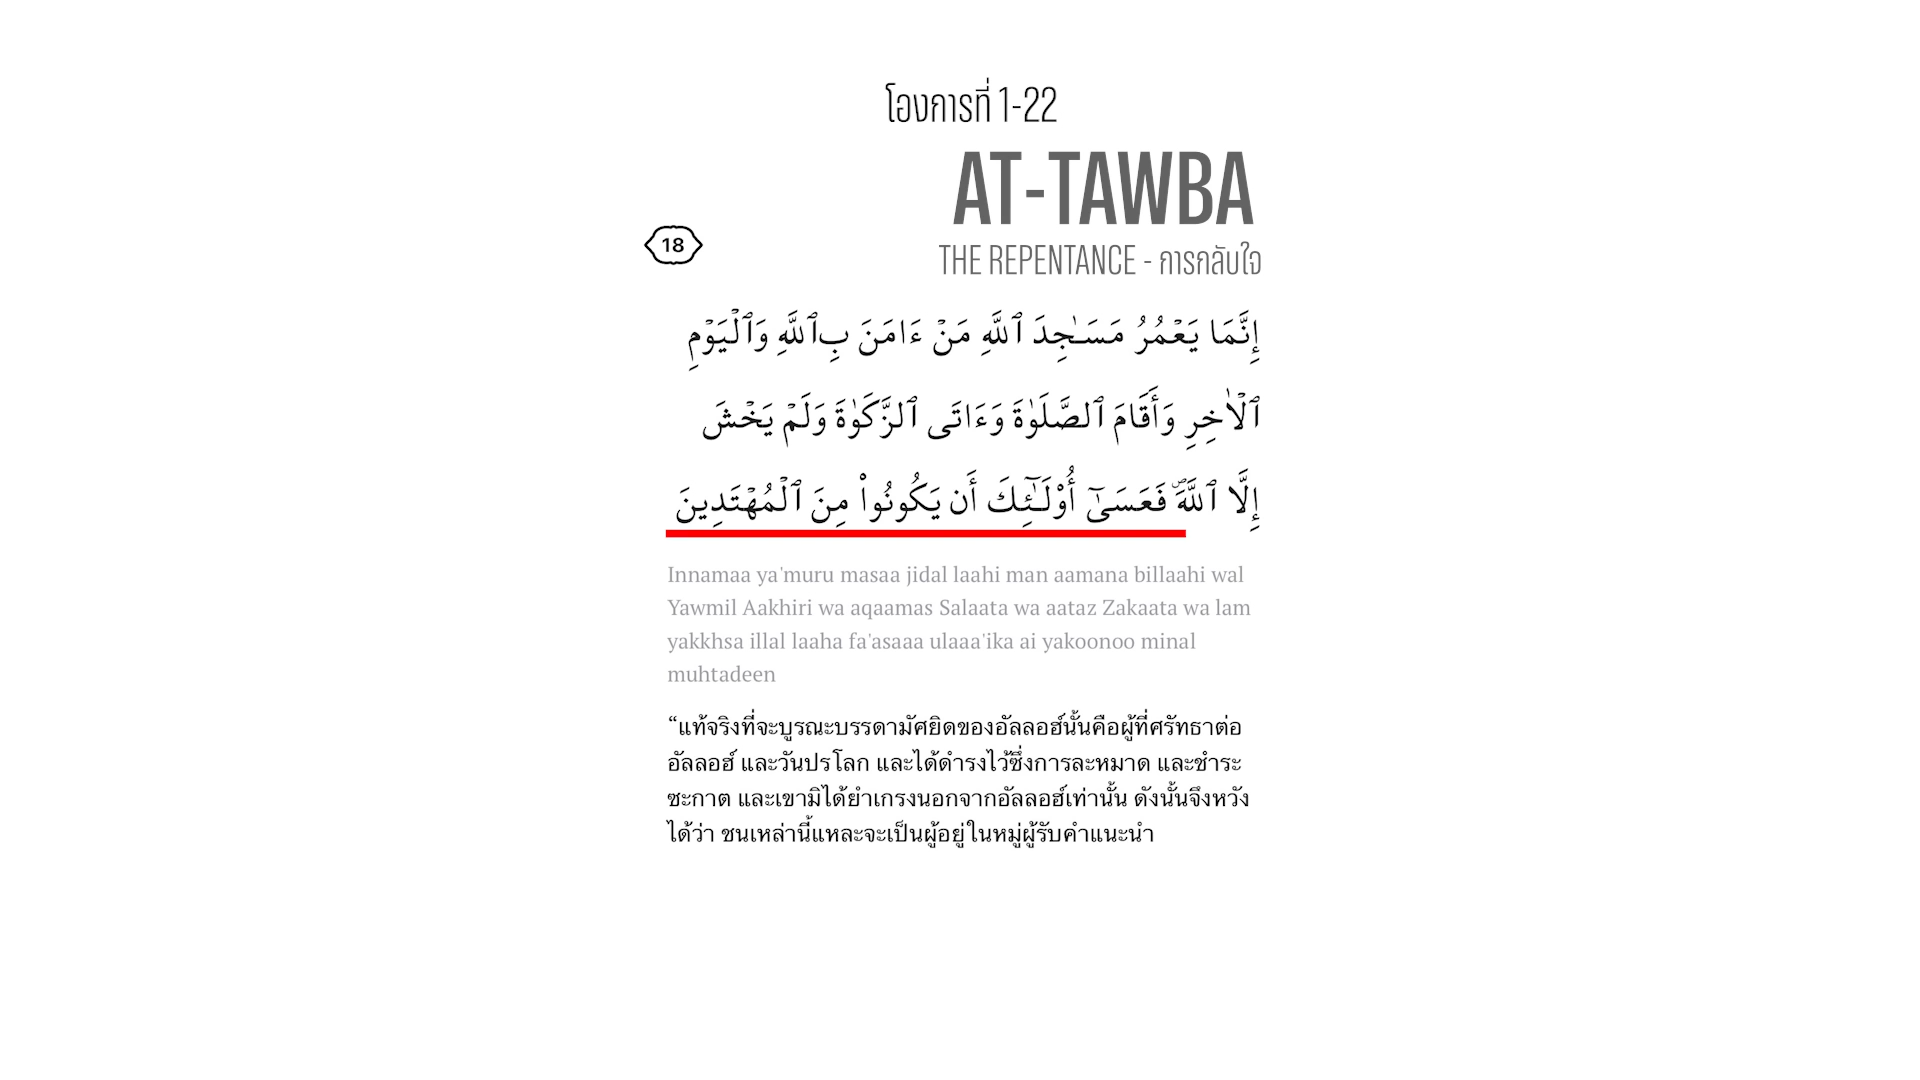 โองการที่ 1-22
AT-TAWBA
18
THE REPENTANCE - การกลับใจ
إِنَّمَا يَعْمُرُ مَسَـٰجِدَ ٱللَّهِ مَنْ ءَامَنَ بِٱللَّهِ وَٱلْيَوْمِ
ٱلْـَٔاخِرِ وَأَقَامَ ٱلصَّلَوٰةَ وَءَاتَى ٱلزَّكَوٰةَ وَلَمْ يَخْشَ
إِلَّا ٱللَّهَ ۖ فَعَسَىٰٓ أُو۟لَـٰٓئِكَ أَن يَكُونُوا۟ مِنَ ٱلْمُهْتَدِينَ
Innamaa ya'muru masaa jidal laahi man aamana billaahi wal
Yawmil Aakhiri wa aqaamas Salaata wa aataz Zakaata wa lam
yakkhsa illal laaha fa'asaaa ulaaa'ika ai yakoonoo minal
muhtadeen
“แท้จริงที่จะบูรณะบรรดามัศยิดของอัลลอฮ์นั้นคือผู้ที่ศรัทธาต่อ
อัลลอฮ์ และวันปรโลก และได้ดำรงไว้ซึ่งการละหมาด และชำระ
ซะกาต และเขามิได้ยำเกรงนอกจากอัลลอฮ์เท่านั้น ดังนั้นจึงหวัง
ได้ว่า ชนเหล่านี้แหละจะเป็นผู้อยู่ในหมู่ผู้รับคำแนะนำ